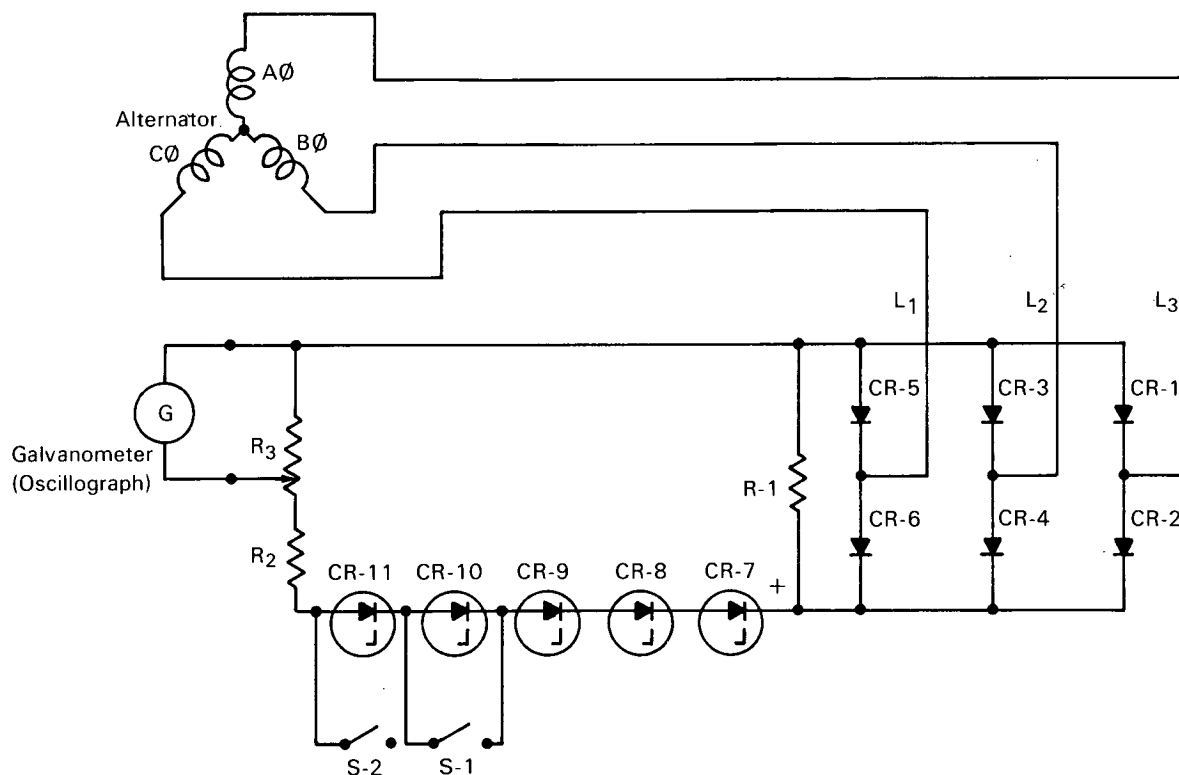 AØ
Alternator
CØ
BØ
L1
L2
L3
CR-5
CR-3
CR-1
G
R3
Galvanometer
(Oscillograph)
R-1
CR-6
CR-4
CR-2
R2
CR-11
CR-10
CR-9
CR-8
CR-7
+
S-2
S-1